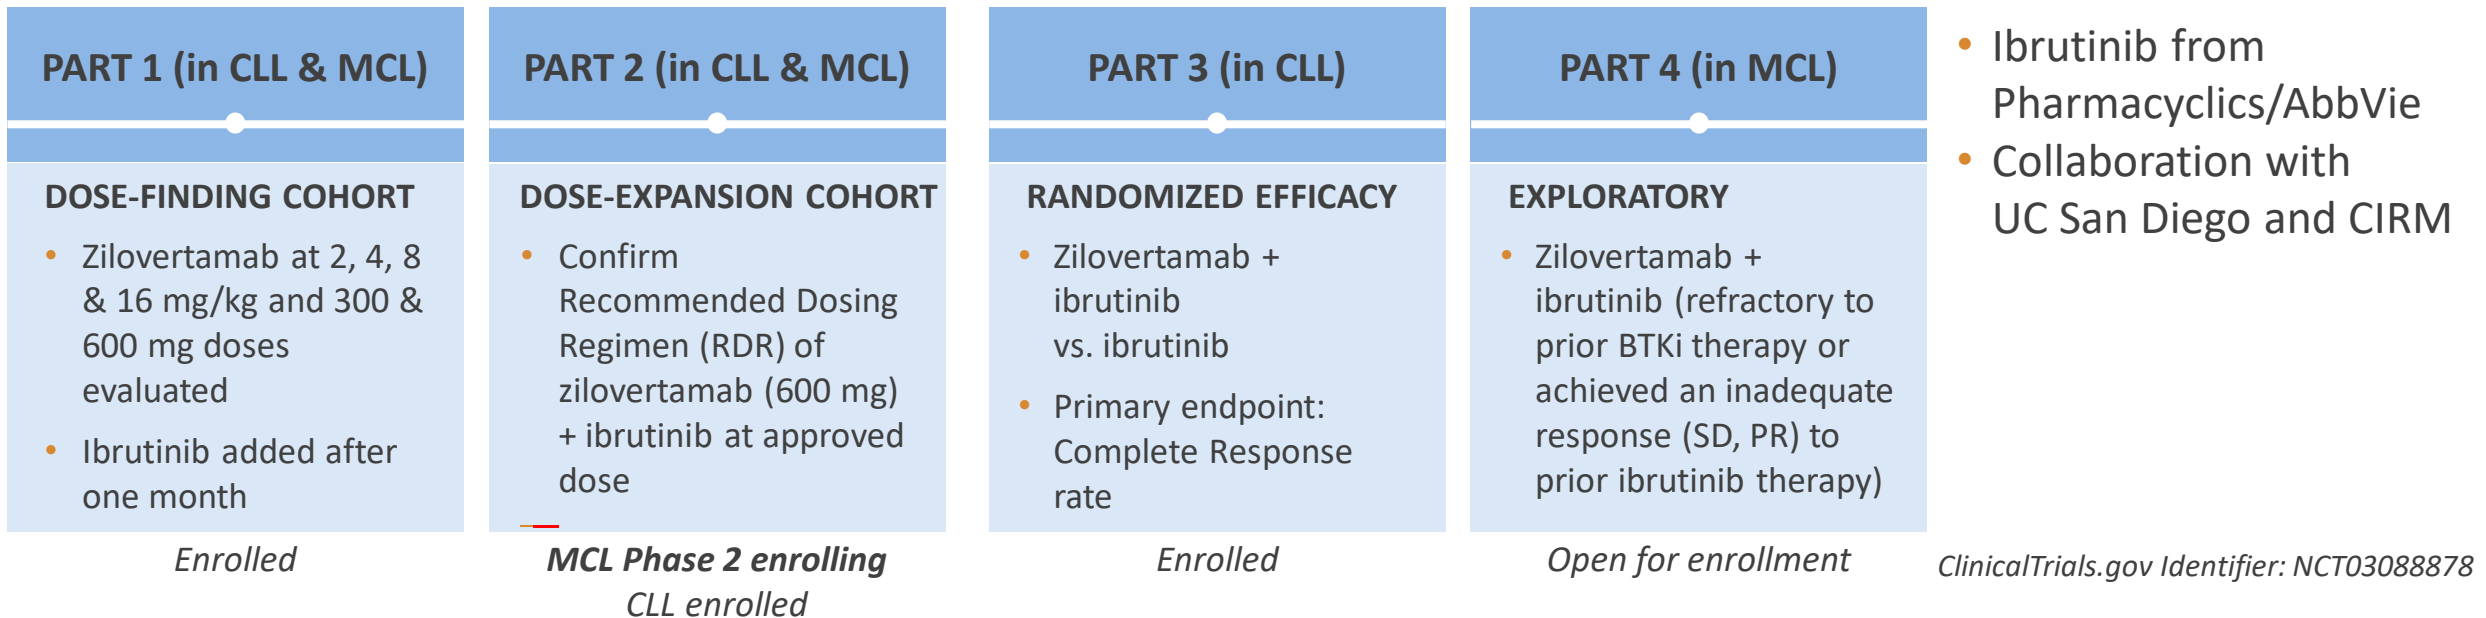 PART 1 (in CLL & MCL)
DOSE-FINDING COHORT
• Zilovertamab at 2, 4, 8
& 16 mg/kg and 300 &
600 mg doses
evaluated
• Ibrutinib added after
one month
Enrolled
PART 2 (in CLL & MCL)
DOSE-EXPANSION COHORT
• Confirm
Recommended Dosing
Regimen (RDR) of
zilovertamab (600 mg)
+ ibrutinib at approved
dose
MCL Phase 2 enrolling
CLL enrolled
PART 3 (in CLL)
RANDOMIZED EFFICACY
• Zilovertamab +
ibrutinib
vs. ibrutinib
• Primary endpoint:
Complete Response
rate
Enrolled
PART 4 (in MCL)
EXPLORATORY
• Zilovertamab +
ibrutinib (refractory to
prior BTKi therapy or
achieved an inadequate
response (SD, PR) to
prior ibrutinib therapy)
Open for enrollment
• Ibrutinib from
Pharmacyclics/AbbVie
• Collaboration with
UC San Diego and CIRM
ClinicalTrials.gov Identifier: NCT03088878